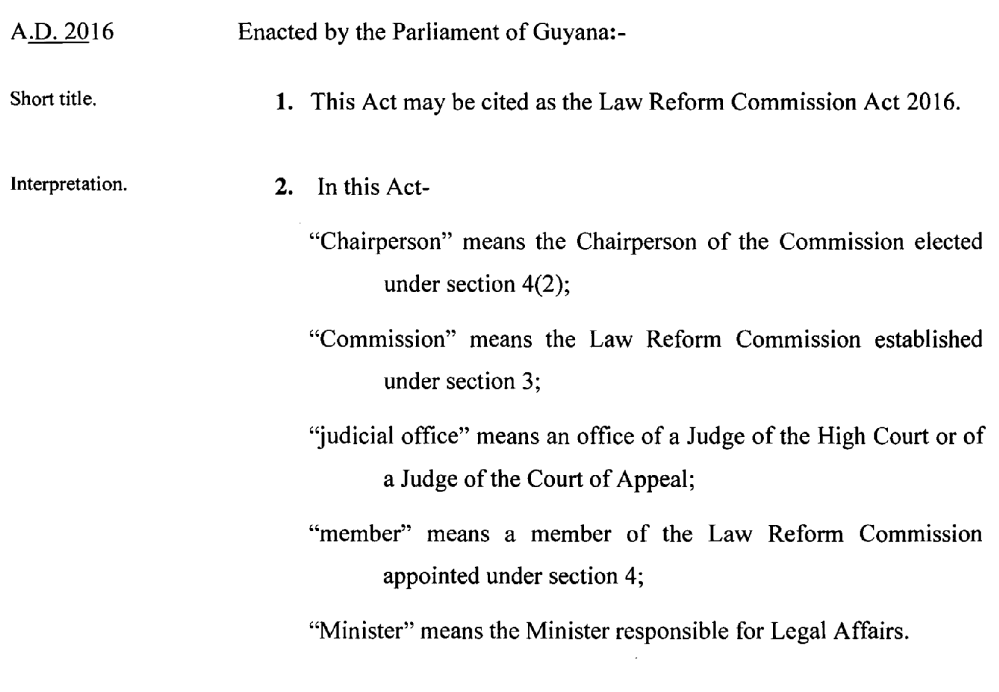 A.D. 2016 Enacted by the Parliament of Guyana:-
Short title. 1. This Act may be cited as the Law Reform Commission Act 2016.
Interpretation. 2. In this Act-
“Chairperson” means the Chairperson of the Commission elected
under section 4(2);
“Commission” means the Law Reform Commission established
under section 3;
“judicial office” means an office of a Judge of the High Court or of
a Judge of the Court of Appeal;
“member” means a member of the Law Reform Commission
appointed under section 4;
“Minister” means the Minister responsible for Legal Affairs.